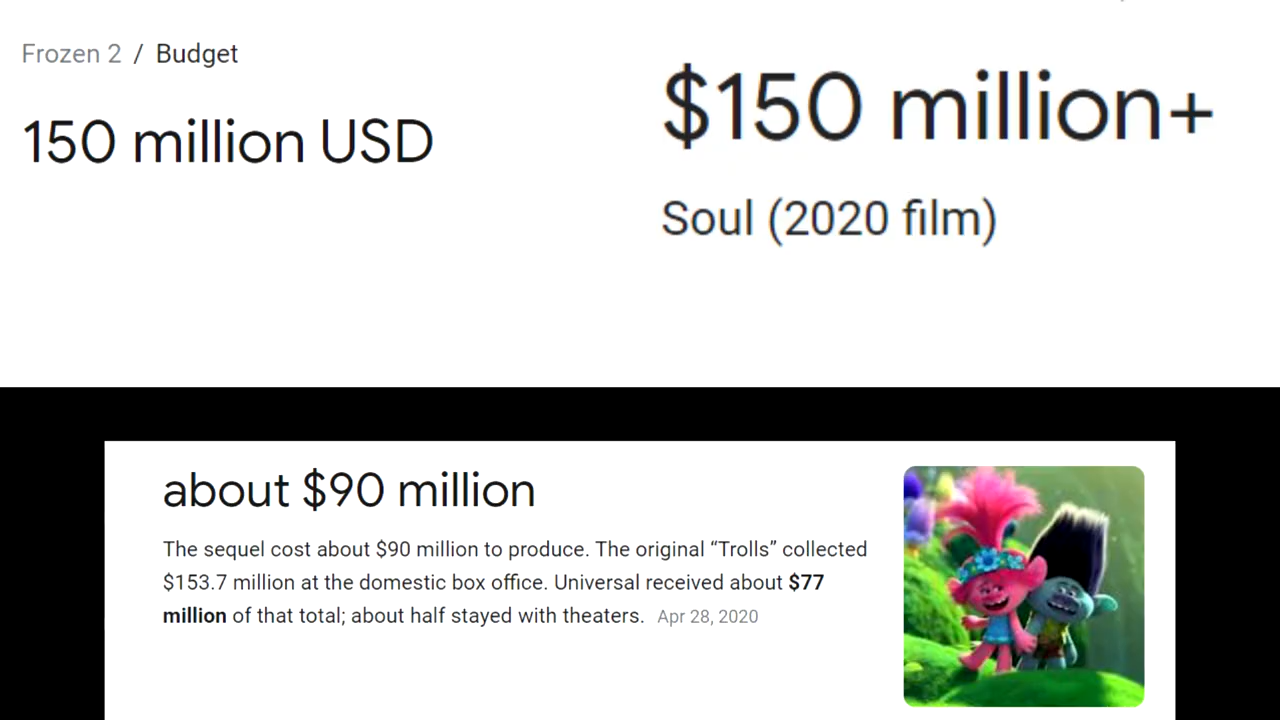 Frozen 2 / Budget
150 million USD
$150 million+
Soul (2020 film)
about $90 million
The sequel cost about $90 million to produce. The original “Trolls” collected
$153.7 million at the domestic box office. Universal received about $77
million of that total; about half stayed with theaters. Apr 28, 2020